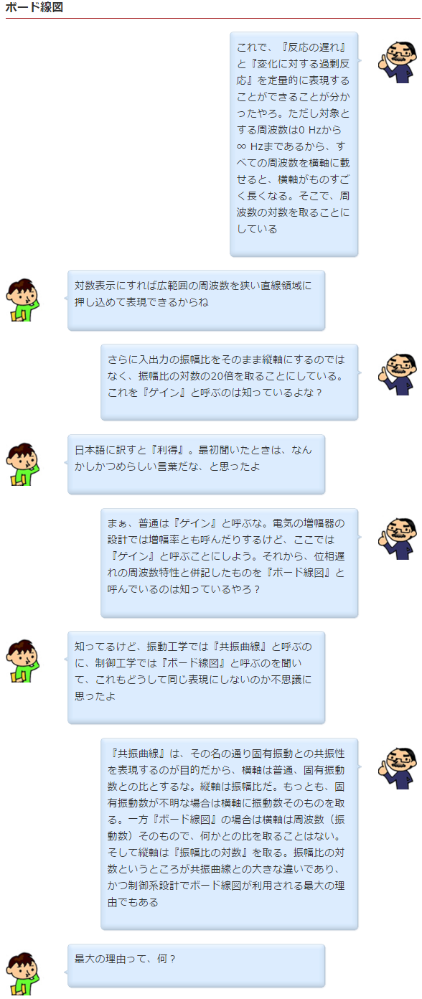 ボード線図
これで、『反応の遅れ』
と『変化に対する過剰反
応』を定量的に表現する
ことができることが分か
ったやろ。ただし対象と
する周波数は0 Hzから
∞ Hzまであるから、す
べての周波数を横軸に載
せると、横軸がものすご
く長くなる。そこで、周
波数の対数を取ることに
している
対数表示にすれば広範囲の周波数を狭い直線領域に
押し込めて表現できるからね
さらに入出力の振幅比をそのまま縦軸にするのでは
なく、振幅比の対数の20倍を取ることにしている。
これを『ゲイン』と呼ぶのは知っているよな？
日本語に訳すと『利得』。最初聞いたときは、なん
かしかつめらしい言葉だな、と思ったよ
まぁ、普通は『ゲイン』と呼ぶな。電気の増幅器の
設計では増幅率とも呼んだりするけど、ここでは
『ゲイン』と呼ぶことにしよう。それから、位相遅
れの周波数特性と併記したものを『ボード線図』と
呼んでいるのは知っているやろ？
知ってるけど、振動工学では『共振曲線』と呼ぶの
に、制御工学では『ボード線図』と呼ぶのを聞い
て、これもどうして同じ表現にしないのか不思議に
思ったよ
『共振曲線』は、その名の通り固有振動との共振性
を表現するのが目的だから、横軸は普通、固有振動
数との比とするな。縦軸は振幅比だ。もっとも、固
有振動数が不明な場合は横軸に振動数そのものを取
る。一方『ボード線図』の場合は横軸は周波数（振
動数）そのもので、何かとの比を取ることはない。
そして縦軸は『振幅比の対数』を取る。振幅比の対
数というところが共振曲線との大きな違いであり、
かつ制御系設計でボード線図が利用される最大の理
由でもある
最大の理由って、何？